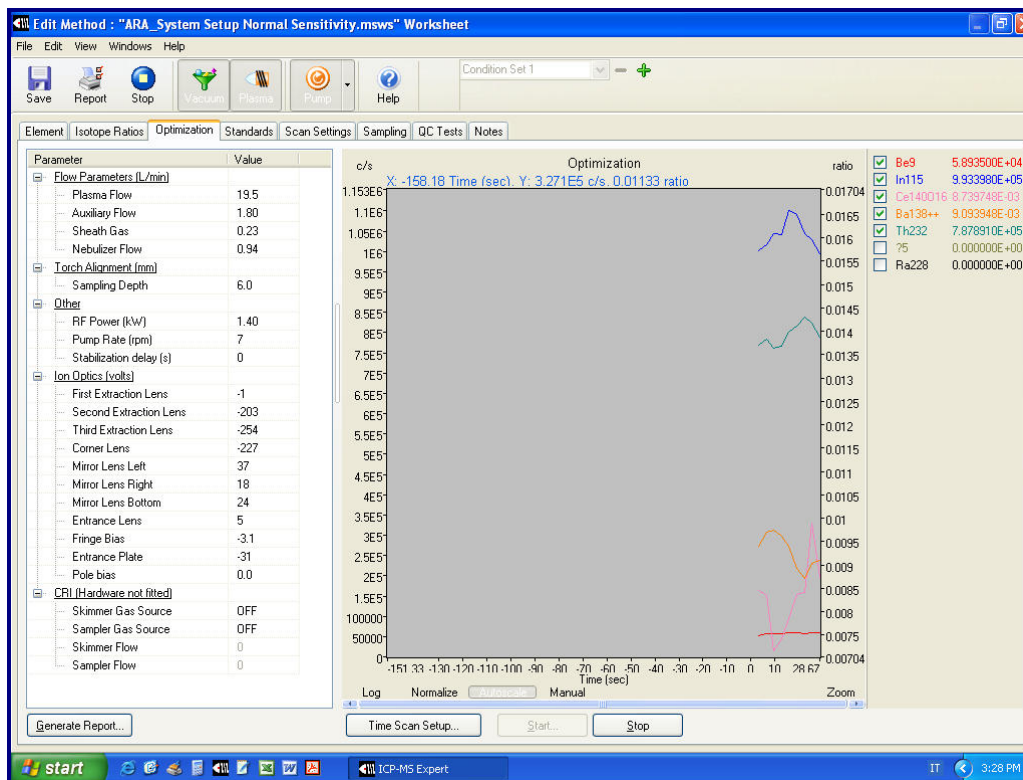 Edit Method : "ARA_System Setup Normal Sensitivity.msws" Worksheet
File Edit View Windows Help
Save Report Stop Vacuum Plasma Pump Help
Condition Set 1
Element Isotope Ratios Optimization Standards Scan Settings Sampling QC Tests Notes
Parameter Value
Flow Parameters (L/min)
Plasma Flow 19.5
Auxiliary Flow 1.80
Sheath Gas 0.23
Nebulizer Flow 0.94
Torch Alignment (mm)
Sampling Depth 6.0
Other
RF Power (kW) 1.40
Pump Rate (rpm) 7
Stabilization delay (s) 0
Ion Optics (volts)
First Extraction Lens -1
Second Extraction Lens -203
Third Extraction Lens -254
Corner Lens -227
Mirror Lens Left 37
Mirror Lens Right 18
Mirror Lens Bottom 24
Entrance Lens 5
Fringe Bias -3.1
Entrance Plate -31
Pole bias 0.0
CRI (Hardware not fitted)
Skimmer Gas Source OFF
Sampler Gas Source OFF
Skimmer Flow 0
Sampler Flow 0
Generate Report...
c/s Optimization ratio
X: -158.18 Time (sec). Y: 3.271E5 c/s. 0.01133 ratio
1.153E6
1.1E6
1.05E6
1E6
9.5E5
9E5
8.5E5
8E5
7.5E5
7E5
6.5E5
6E5
5.5E5
5E5
4.5E5
4E5
3.5E5
3E5
2.5E5
2E5
1.5E5
100000
50000
0
0.01704
0.0165
0.016
0.0155
0.015
0.0145
0.014
0.0135
0.013
0.0125
0.012
0.0115
0.011
0.0105
0.01
0.0095
0.009
0.0085
0.008
0.0075
0.00704
-151.33 -130 -120 -110 -100 -90 -80 -70 -60 -50 -40 -30 -20 -10 0 10 28.67
Time (sec)
Log Normalize Autoscale Manual Zoom
Time Scan Setup... Start... Stop
Be9 5.893500E+04
In115 9.933980E+05
Ce140O16 8.739748E-03
Ba138++ 9.093948E-03
Th232 7.878910E+05
?5 0.000000E+00
Ra228 0.000000E+00
start ICP-MS Expert IT 3:28 PM